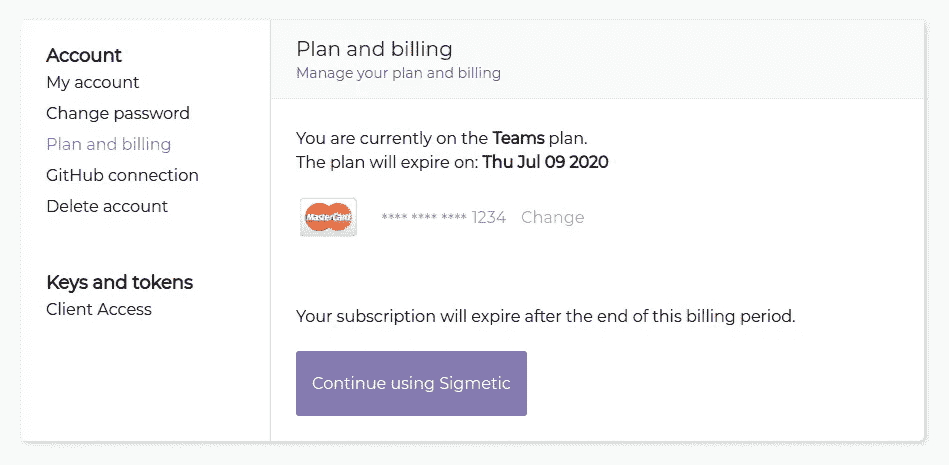 Account
My account
Change password
Plan and billing
GitHub connection
Delete account
Keys and tokens
Client Access
Plan and billing
Manage your plan and billing
You are currently on the Teams plan.
The plan will expire on: Thu Jul 09 2020
MasterCard
**** **** **** 1234 Change
Your subscription will expire after the end of this billing period.
Continue using Sigmetic